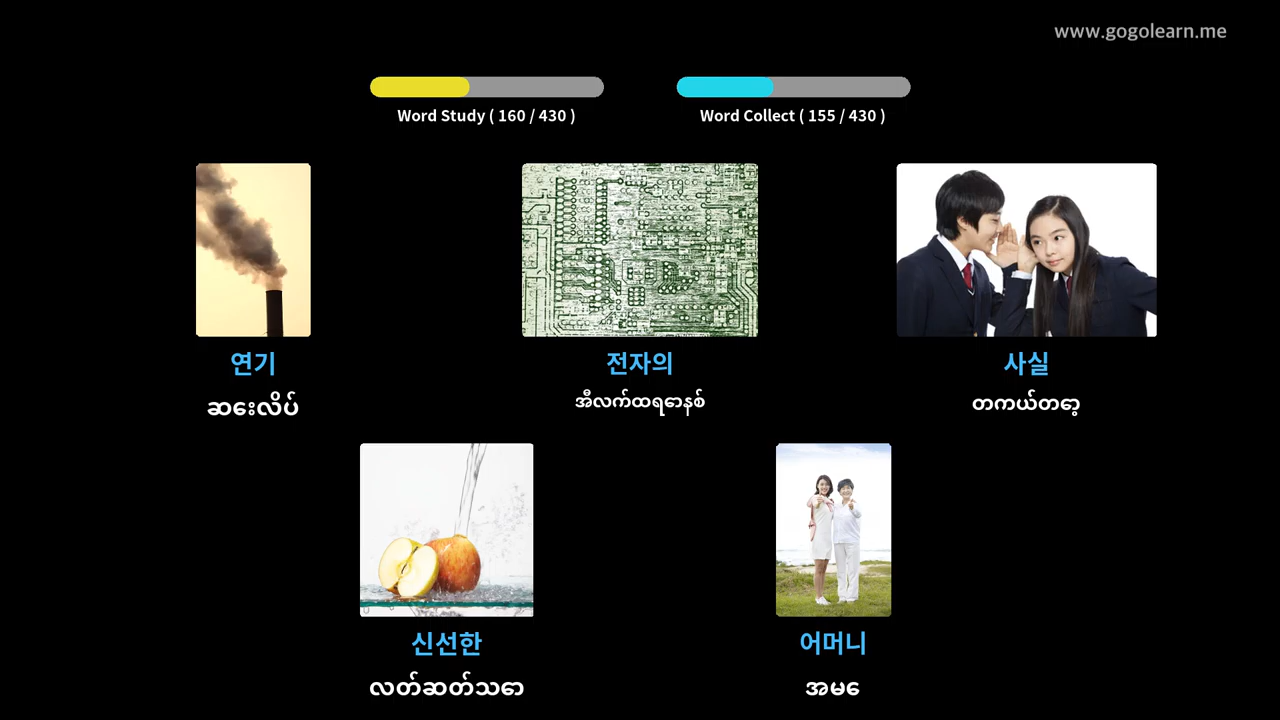 www.gogolearn.me
Word Study ( 160 / 430 )
Word Collect ( 155 / 430 )
연기
ဆးေလိပ်
전자의
အီလက်ထရောနစ်
사실
တကယ်တော့
신선한
လတ်ဆတ်သော
어머니
အမေ